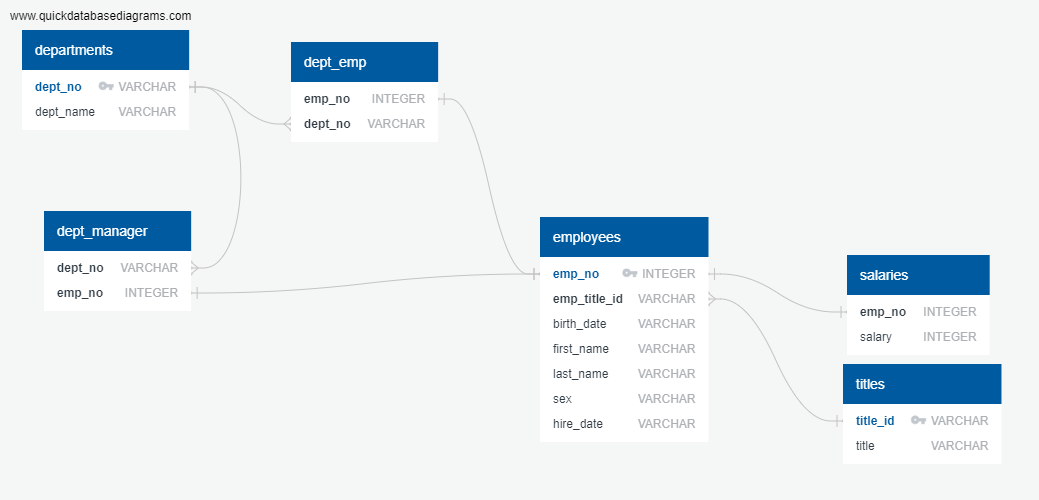 www.quickdatabasediagrams.com
departments
dept_no VARCHAR
dept_name VARCHAR
dept_emp
emp_no INTEGER
dept_no VARCHAR
dept_manager
dept_no VARCHAR
emp_no INTEGER
employees
emp_no INTEGER
emp_title_id VARCHAR
birth_date VARCHAR
first_name VARCHAR
last_name VARCHAR
sex VARCHAR
hire_date VARCHAR
salaries
emp_no INTEGER
salary INTEGER
titles
title_id VARCHAR
title VARCHAR